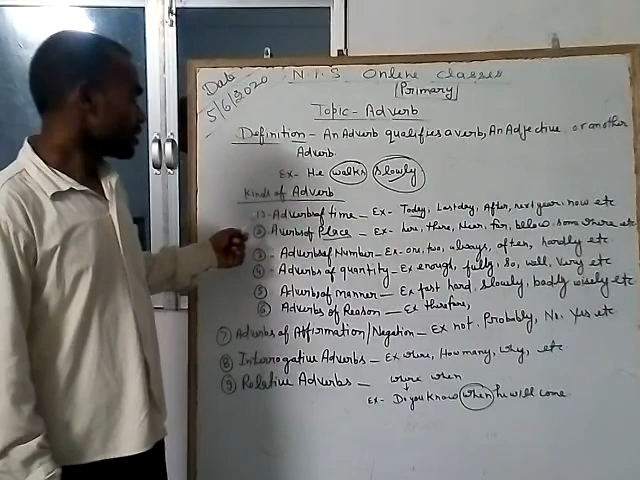 Date
5/6/2020
N.I.S Online Classes
(Primary)
Topic - Adverb
Definition - An Adverb qualifies a verb, An Adjective or another
Adverb.
Ex - He walks slowly
Kinds of Adverb
1) - Adverbs of time - Ex - Today, Last day, After, next year, now etc
② Averbs of Place - Ex - here, there, Near, far, below, some where etc
③ - Adverbs of Number - Ex - one, two, always, often, hardly etc
④ - Adverbs of quantity - Ex enough, fully, so, well, very etc
⑤ Adverbs of manner - Ex fast hard, slowly, badly wisely etc
⑥ Adverbs of Reason - Ex therefore,
⑦ Adverbs of Affirmation/Negation - Ex not, Probably, No, Yes etc
⑧ Interrogative Adverbs - Ex where, How many, why, etc
⑨ Relative Adverbs - where when
Ex - Do you know when he will come